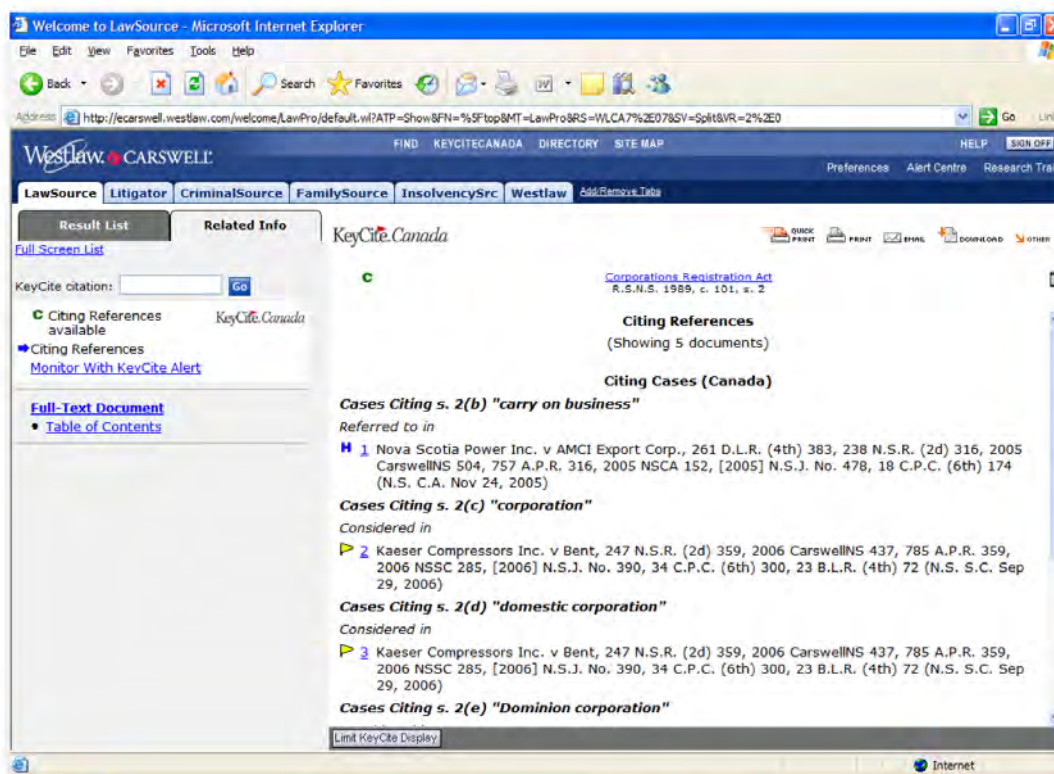 Welcome to LawSource - Microsoft Internet Explorer
File Edit View Favorites Tools Help
Back Search Favorites
Address http://ecarswell.westlaw.com/welcome/LawPro/default.wl?ATP=Show&FN=%5Ftop&MT=LawPro&RS=WLCA7%2E07&SV=Split&VR=2%2E0 Go Lin
Westlaw. CARSWELL FIND KEYCITECANADA DIRECTORY SITE MAP HELP SIGN OFF
Preferences Alert Centre Research Trai
LawSource Litigator CriminalSource FamilySource InsolvencySrc Westlaw Add/Remove Tabs
Result List Related Info
Full Screen List
KeyCite citation: Go
C Citing References available KeyCite.Canada
Citing References
Monitor With KeyCite Alert
Full-Text Document
• Table of Contents
KeyCite.Canada QUICK PRINT PRINT EMAIL DOWNLOAD OTHER
C Corporations Registration Act
R.S.N.S. 1989, c. 101, s. 2
Citing References
(Showing 5 documents)
Citing Cases (Canada)
Cases Citing s. 2(b) "carry on business"
Referred to in
H 1 Nova Scotia Power Inc. v AMCI Export Corp., 261 D.L.R. (4th) 383, 238 N.S.R. (2d) 316, 2005
CarswellNS 504, 757 A.P.R. 316, 2005 NSCA 152, [2005] N.S.J. No. 478, 18 C.P.C. (6th) 174
(N.S. C.A. Nov 24, 2005)
Cases Citing s. 2(c) "corporation"
Considered in
2 Kaeser Compressors Inc. v Bent, 247 N.S.R. (2d) 359, 2006 CarswellNS 437, 785 A.P.R. 359,
2006 NSSC 285, [2006] N.S.J. No. 390, 34 C.P.C. (6th) 300, 23 B.L.R. (4th) 72 (N.S. S.C. Sep
29, 2006)
Cases Citing s. 2(d) "domestic corporation"
Considered in
3 Kaeser Compressors Inc. v Bent, 247 N.S.R. (2d) 359, 2006 CarswellNS 437, 785 A.P.R. 359,
2006 NSSC 285, [2006] N.S.J. No. 390, 34 C.P.C. (6th) 300, 23 B.L.R. (4th) 72 (N.S. S.C. Sep
29, 2006)
Cases Citing s. 2(e) "Dominion corporation"
Limit KeyCite Display
Internet